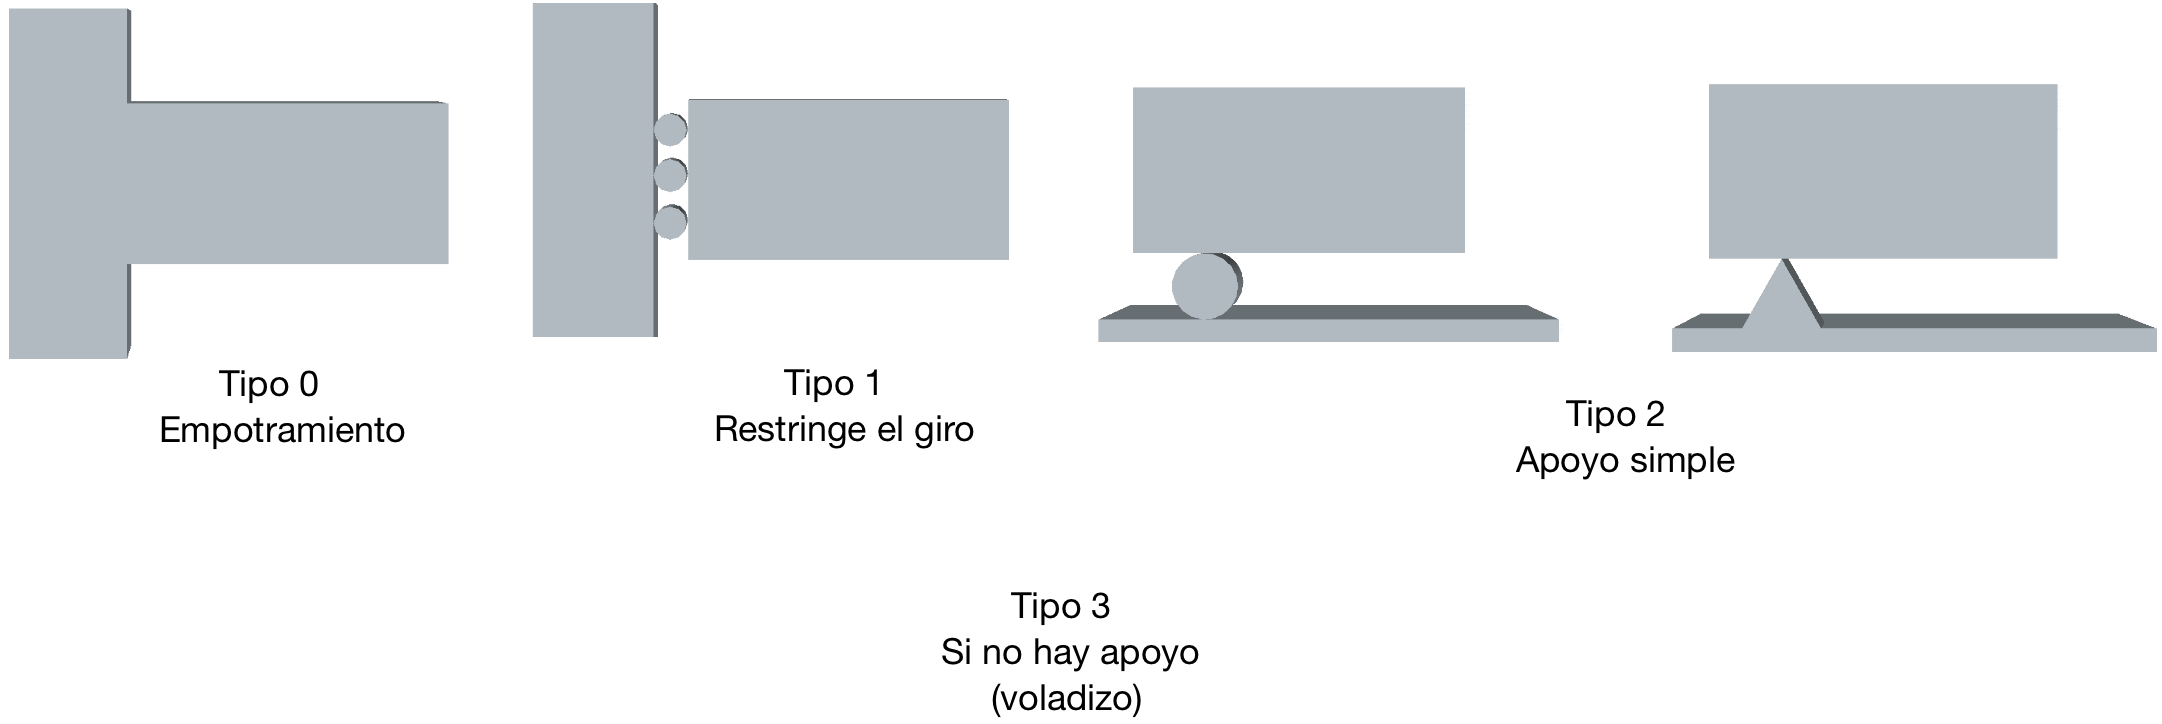 Tipo 0
Empotramiento
Tipo 1
Restringe el giro
Tipo 2
Apoyo simple
Tipo 3
Si no hay apoyo
(voladizo)